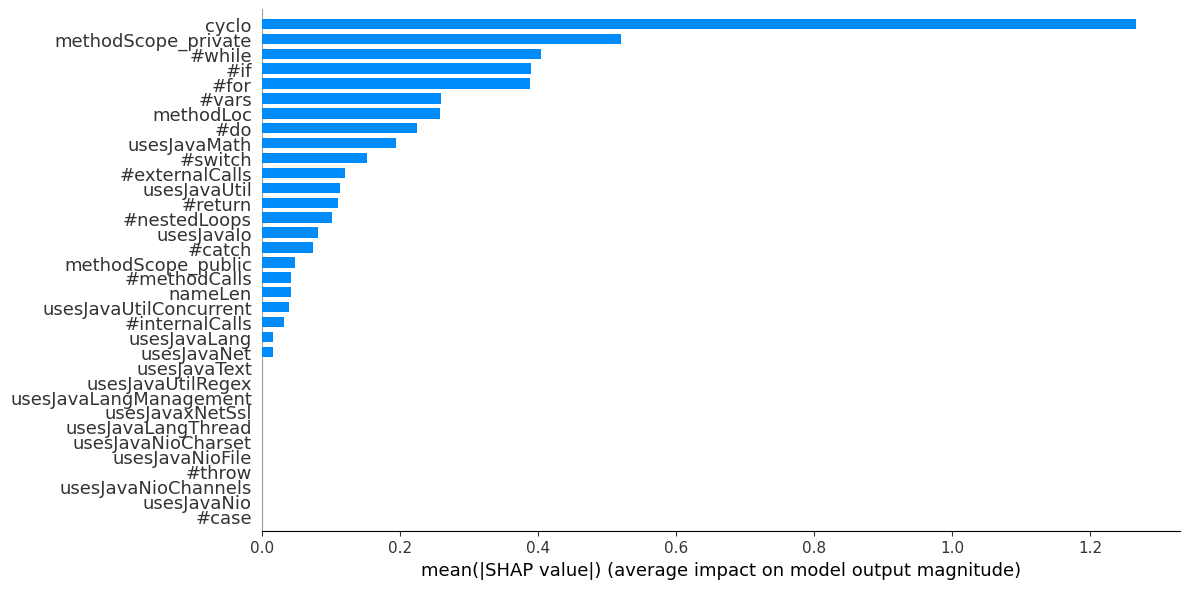 cyclo
methodScope_private
#while
#if
#for
#vars
methodLoc
#do
usesJavaMath
#switch
#externalCalls
usesJavaUtil
#return
#nestedLoops
usesJavaIo
#catch
methodScope_public
#methodCalls
nameLen
usesJavaUtilConcurrent
#internalCalls
usesJavaLang
usesJavaNet
usesJavaText
usesJavaUtilRegex
usesJavaLangManagement
usesJavaxNetSsl
usesJavaLangThread
usesJavaNioCharset
usesJavaNioFile
#throw
usesJavaNioChannels
usesJavaNio
#case
0.0 0.2 0.4 0.6 0.8 1.0 1.2
mean(|SHAP value|) (average impact on model output magnitude)